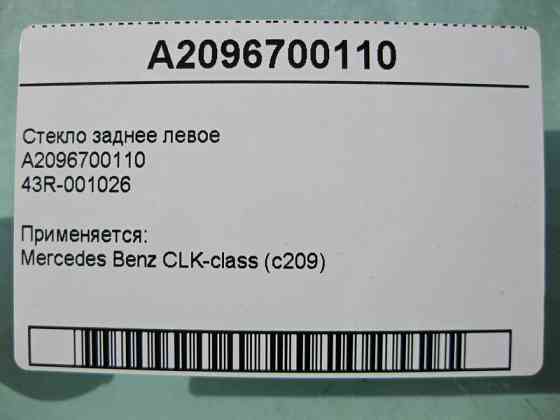 A2096700110
Стекло заднее левое
A2096700110
43R-001026
Применяется:
Mercedes Benz CLK-class (c209)